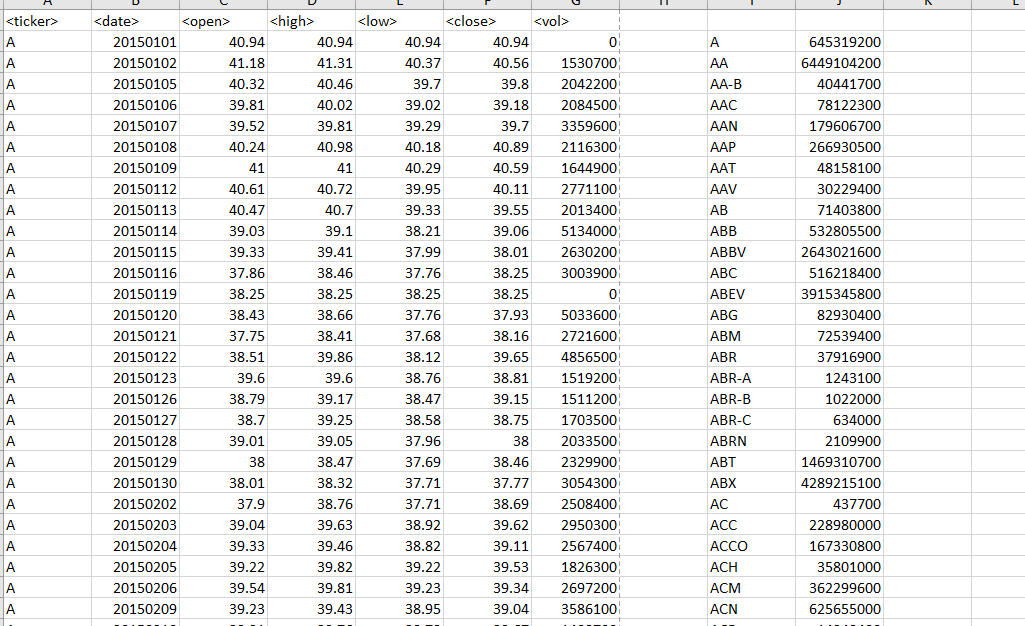 A B C D E F G H I J K L
<ticker> <date> <open> <high> <low> <close> <vol>
A 20150101 40.94 40.94 40.94 40.94 0 A 645319200
A 20150102 41.18 41.31 40.37 40.56 1530700 AA 6449104200
A 20150105 40.32 40.46 39.7 39.8 2042200 AA-B 40441700
A 20150106 39.81 40.02 39.02 39.18 2084500 AAC 78122300
A 20150107 39.52 39.81 39.29 39.7 3359600 AAN 179606700
A 20150108 40.24 40.98 40.18 40.89 2116300 AAP 266930500
A 20150109 41 41 40.29 40.59 1644900 AAT 48158100
A 20150112 40.61 40.72 39.95 40.11 2771100 AAV 30229400
A 20150113 40.47 40.7 39.33 39.55 2013400 AB 71403800
A 20150114 39.03 39.1 38.21 39.06 5134000 ABB 532805500
A 20150115 39.33 39.41 37.99 38.01 2630200 ABBV 2643021600
A 20150116 37.86 38.46 37.76 38.25 3003900 ABC 516218400
A 20150119 38.25 38.25 38.25 38.25 0 ABEV 3915345800
A 20150120 38.43 38.66 37.76 37.93 5033600 ABG 82930400
A 20150121 37.75 38.41 37.68 38.16 2721600 ABM 72539400
A 20150122 38.51 39.86 38.12 39.65 4856500 ABR 37916900
A 20150123 39.6 39.6 38.76 38.81 1519200 ABR-A 1243100
A 20150126 38.79 39.17 38.47 39.15 1511200 ABR-B 1022000
A 20150127 38.7 39.25 38.58 38.75 1703500 ABR-C 634000
A 20150128 39.01 39.05 37.96 38 2033500 ABRN 2109900
A 20150129 38 38.47 37.69 38.46 2329900 ABT 1469310700
A 20150130 38.01 38.32 37.71 37.77 3054300 ABX 4289215100
A 20150202 37.9 38.76 37.71 38.69 2508400 AC 437700
A 20150203 39.04 39.63 38.92 39.62 2950300 ACC 228980000
A 20150204 39.33 39.46 38.82 39.11 2567400 ACCO 167330800
A 20150205 39.22 39.82 39.22 39.53 1826300 ACH 35801000
A 20150206 39.54 39.81 39.23 39.34 2697200 ACM 362299600
A 20150209 39.23 39.43 38.95 39.04 3586100 ACN 625655000